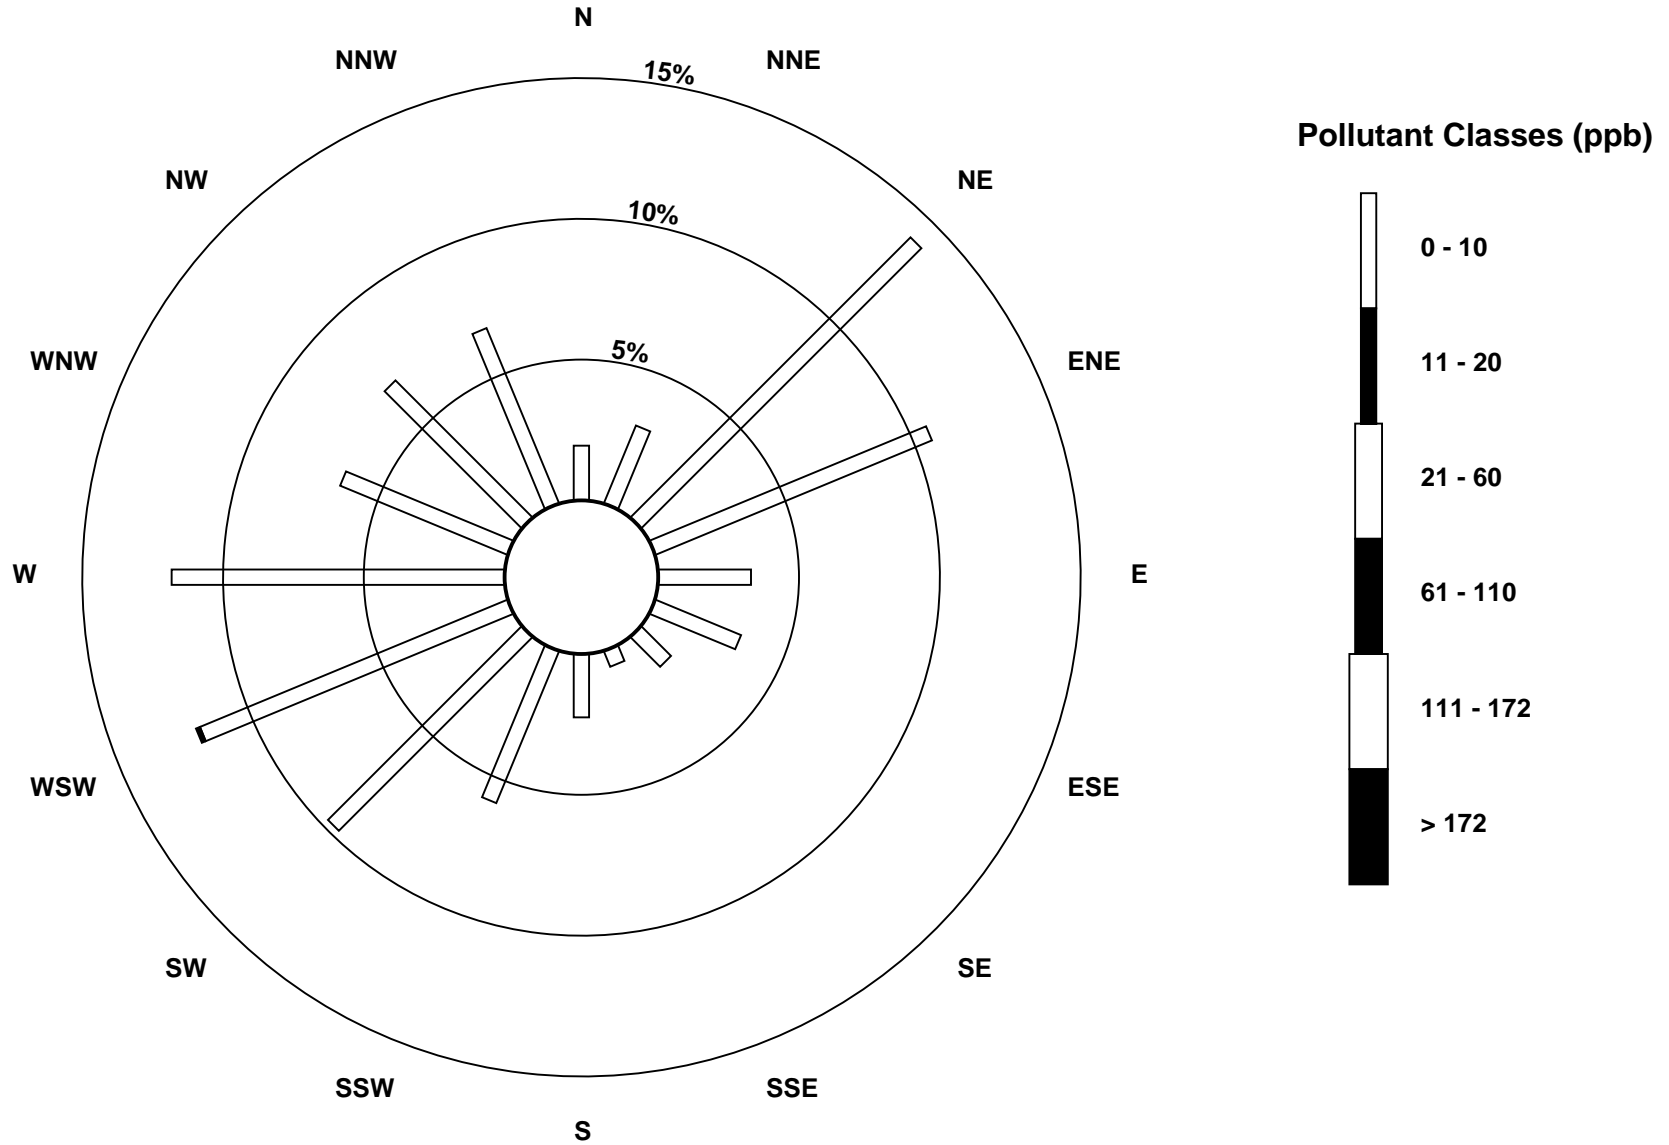 N
NNW
NNE
15%
Pollutant Classes (ppb)
NW
NE
10%
0 - 10
5%
WNW
ENE
11 - 20
21 - 60
W
E
61 - 110
111 - 172
WSW
ESE
> 172
SW
SE
SSW
SSE
S